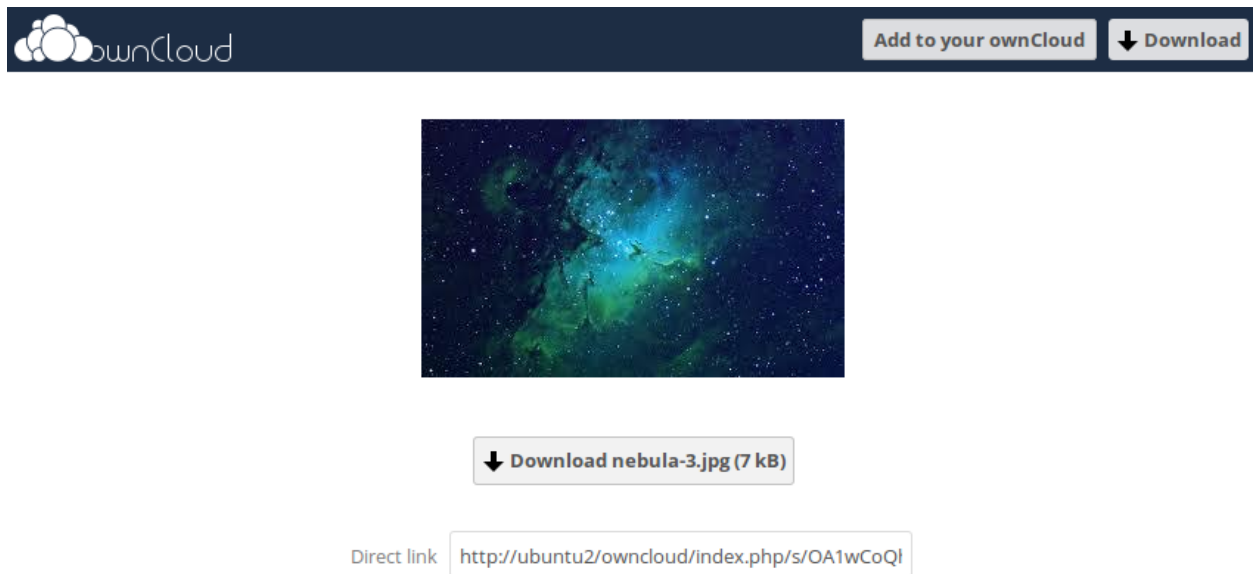 ownCloud
Add to your ownCloud
Download
Download nebula-3.jpg (7 kB)
Direct link
http://ubuntu2/owncloud/index.php/s/OA1wCoQ